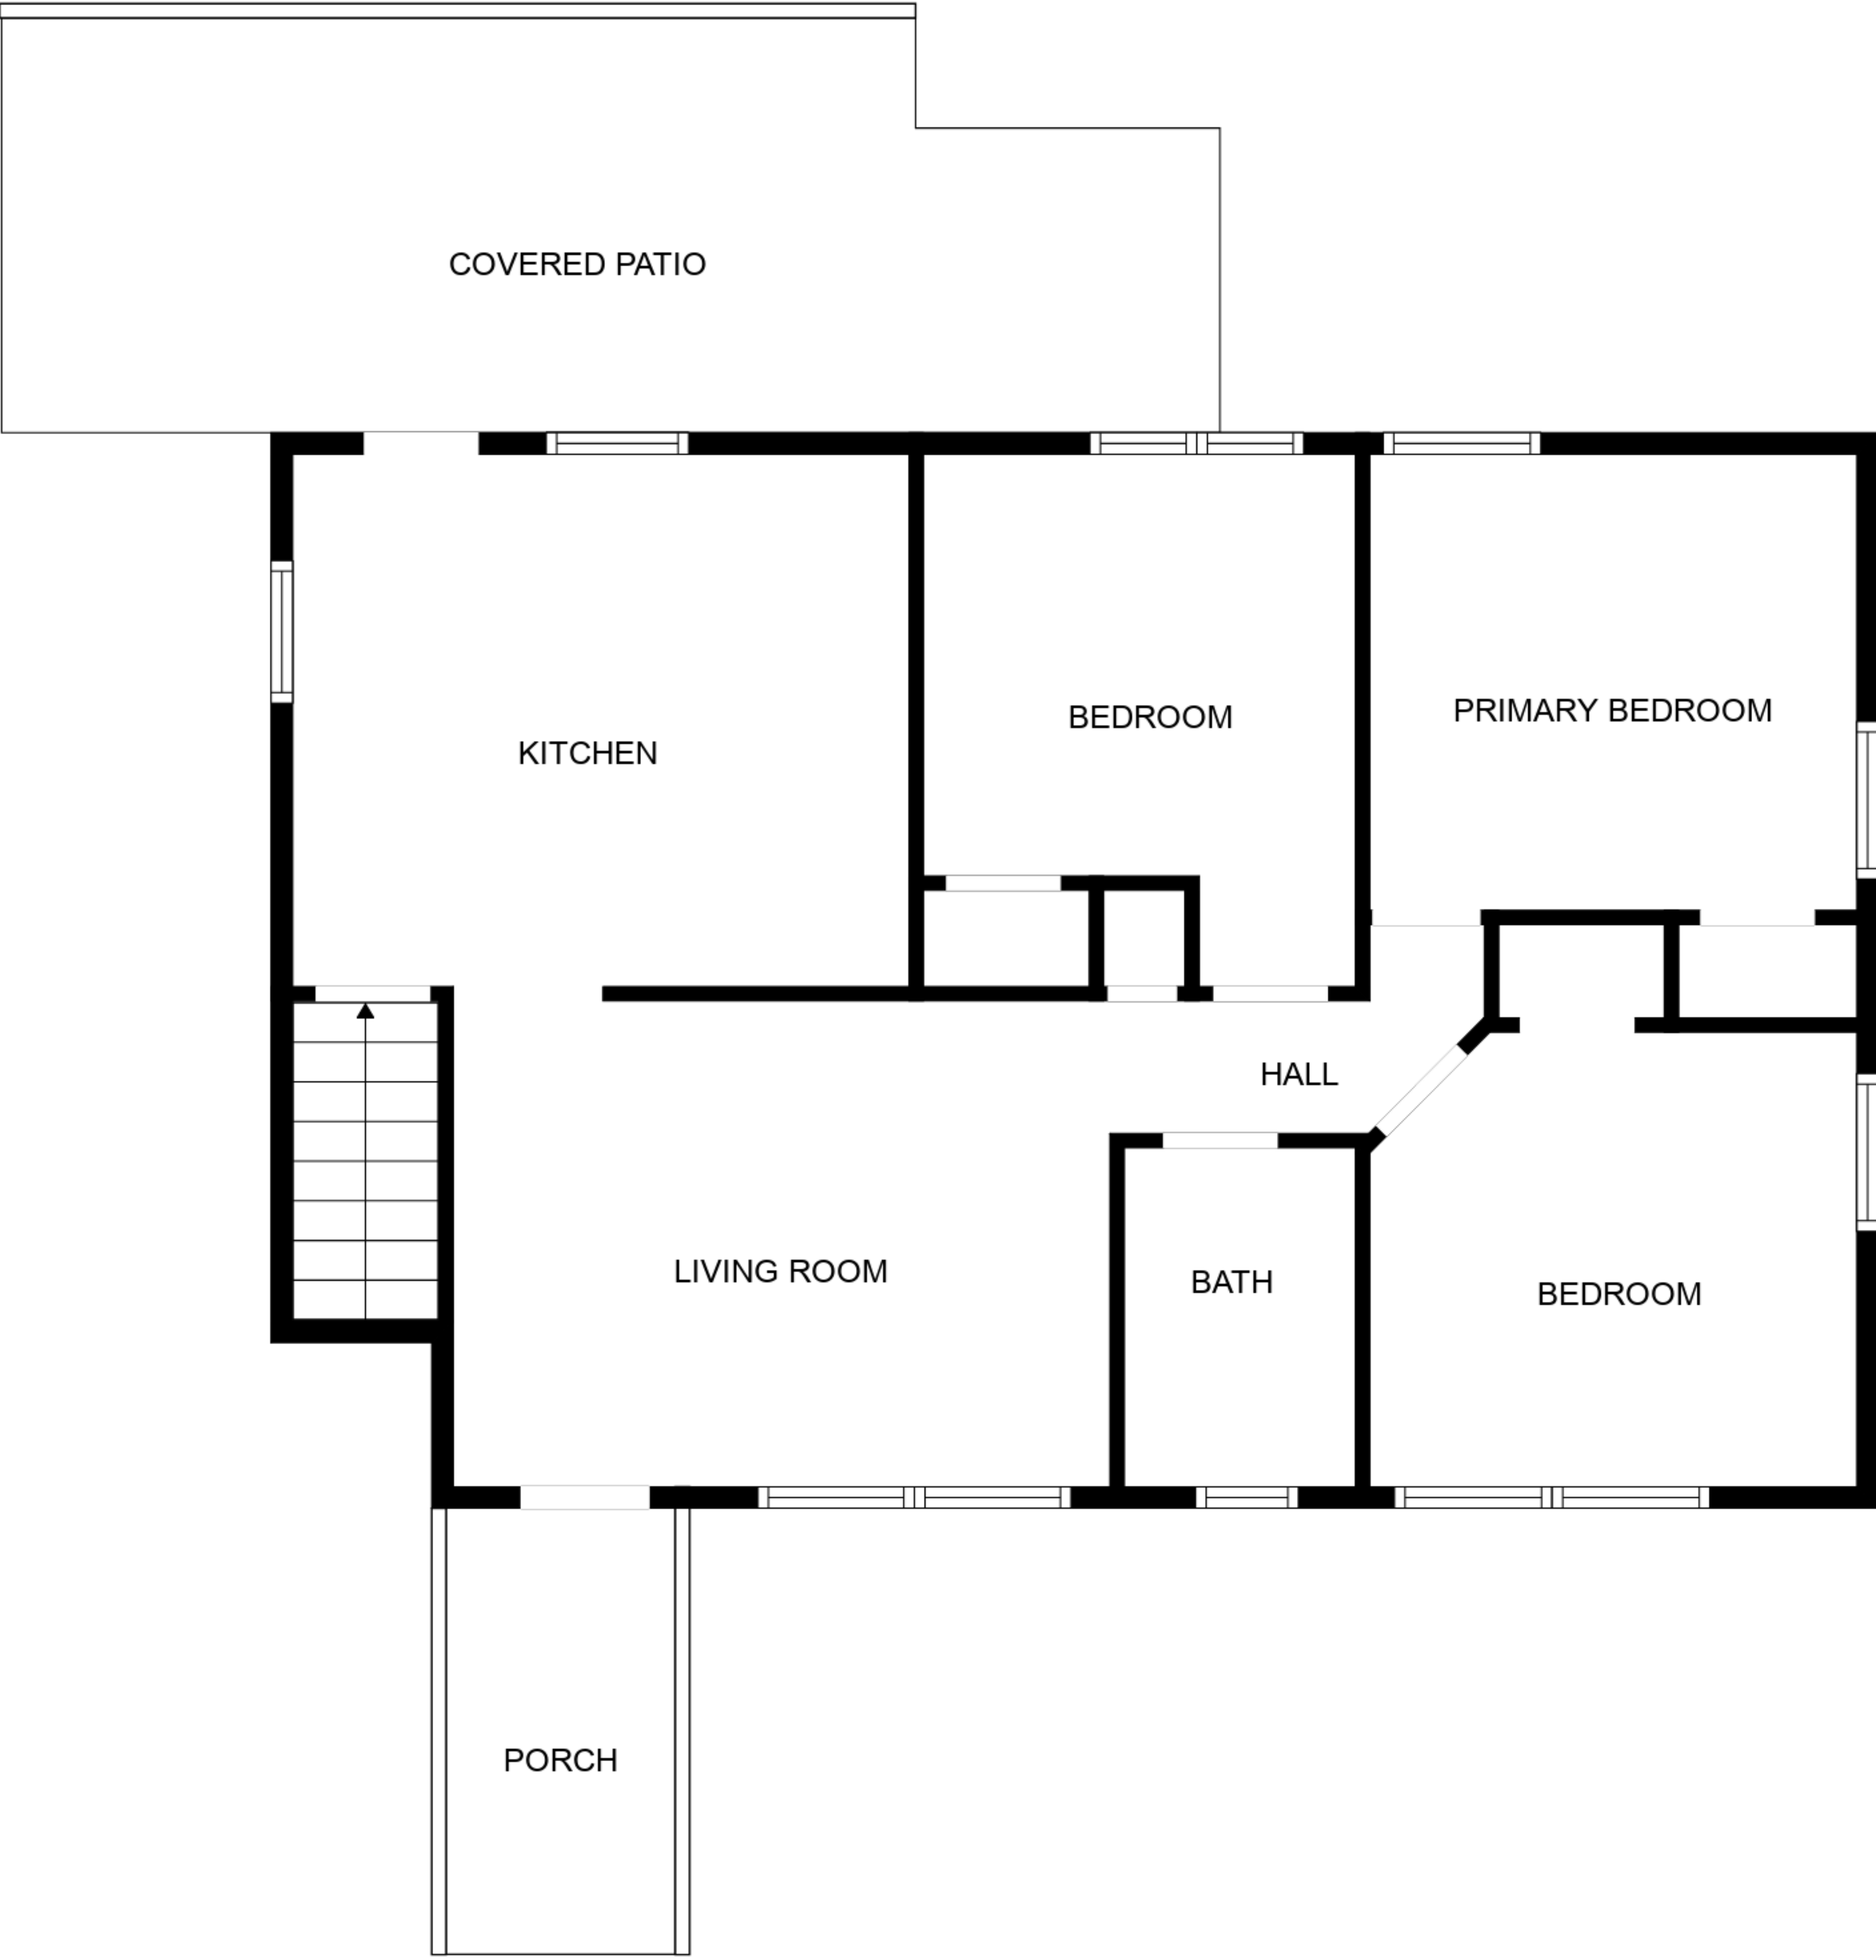 COVERED PATIO
BEDROOM
PRIMARY BEDROOM
KITCHEN
HALL
LIVING ROOM
BATH
BEDROOM
PORCH